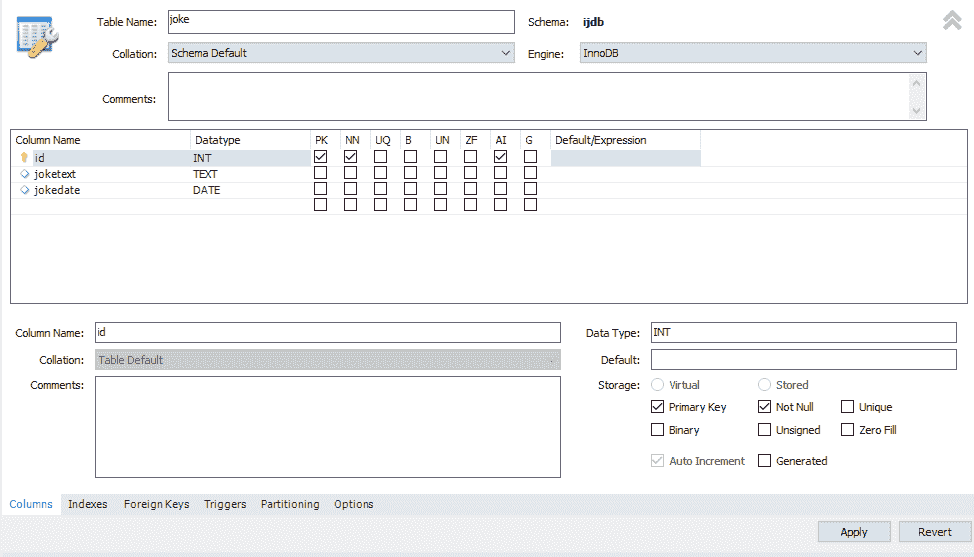 Table Name: joke Schema: ijdb
Collation: Schema Default Engine: InnoDB
Comments:
Column Name Datatype PK NN UQ B UN ZF AI G Default/Expression
id INT
joketext TEXT
jokedate DATE
Column Name: id Data Type: INT
Collation: Table Default Default:
Comments: Storage: Virtual Stored
Primary Key Not Null Unique
Binary Unsigned Zero Fill
Auto Increment Generated
Columns Indexes Foreign Keys Triggers Partitioning Options
Apply Revert